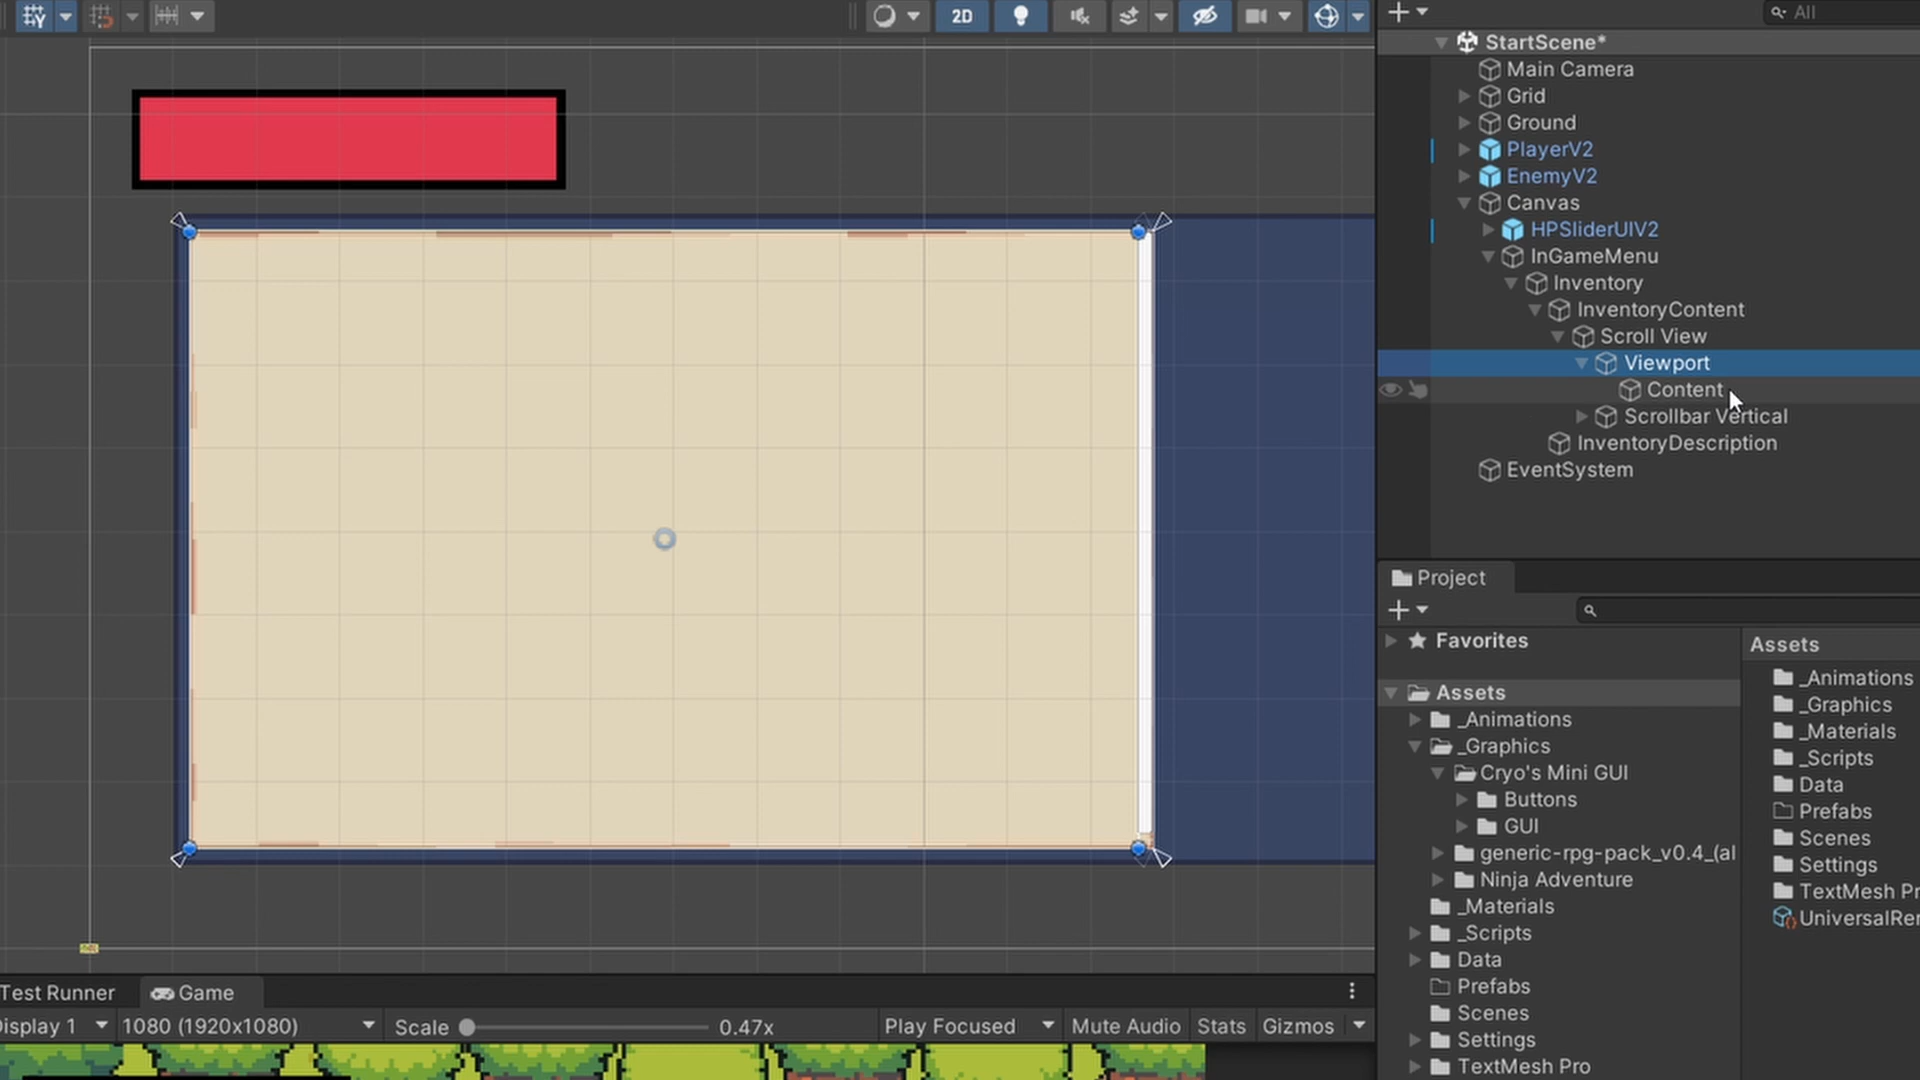 2D
All
StartScene*
Main Camera
Grid
Ground
PlayerV2
EnemyV2
Canvas
HPSliderUIV2
InGameMenu
Inventory
InventoryContent
Scroll View
Viewport
Content
Scrollbar Vertical
InventoryDescription
EventSystem
Project
Favorites
Assets
_Animations
_Graphics
Cryo's Mini GUI
Buttons
GUI
generic-rpg-pack_v0.4_(al
Ninja Adventure
_Materials
_Scripts
Data
Prefabs
Scenes
Settings
TextMesh Pro
Assets
_Animations
_Graphics
_Materials
_Scripts
Data
Prefabs
Scenes
Settings
TextMesh Pr
UniversalRer
Test Runner
Game
isplay 1
1080 (1920x1080)
Scale
0.47x
Play Focused
Mute Audio
Stats
Gizmos